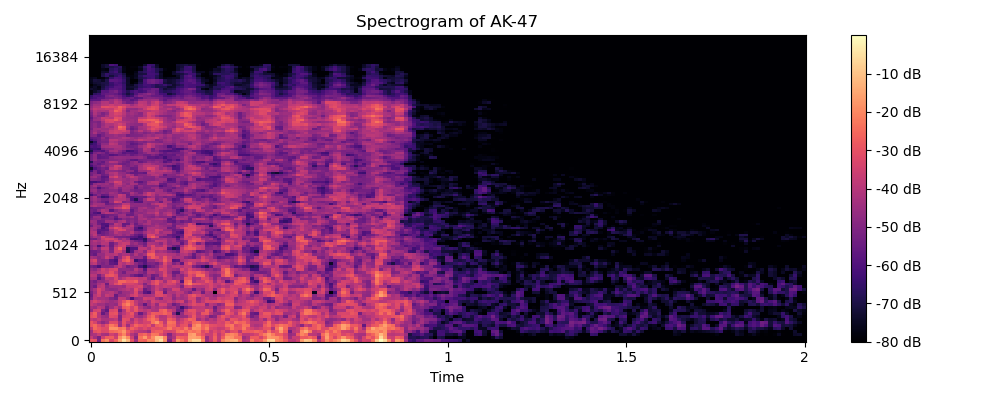 Spectrogram of AK-47
Hz
16384
8192
4096
2048
1024
512
0
0 0.5 1 1.5 2
Time
-10 dB
-20 dB
-30 dB
-40 dB
-50 dB
-60 dB
-70 dB
-80 dB